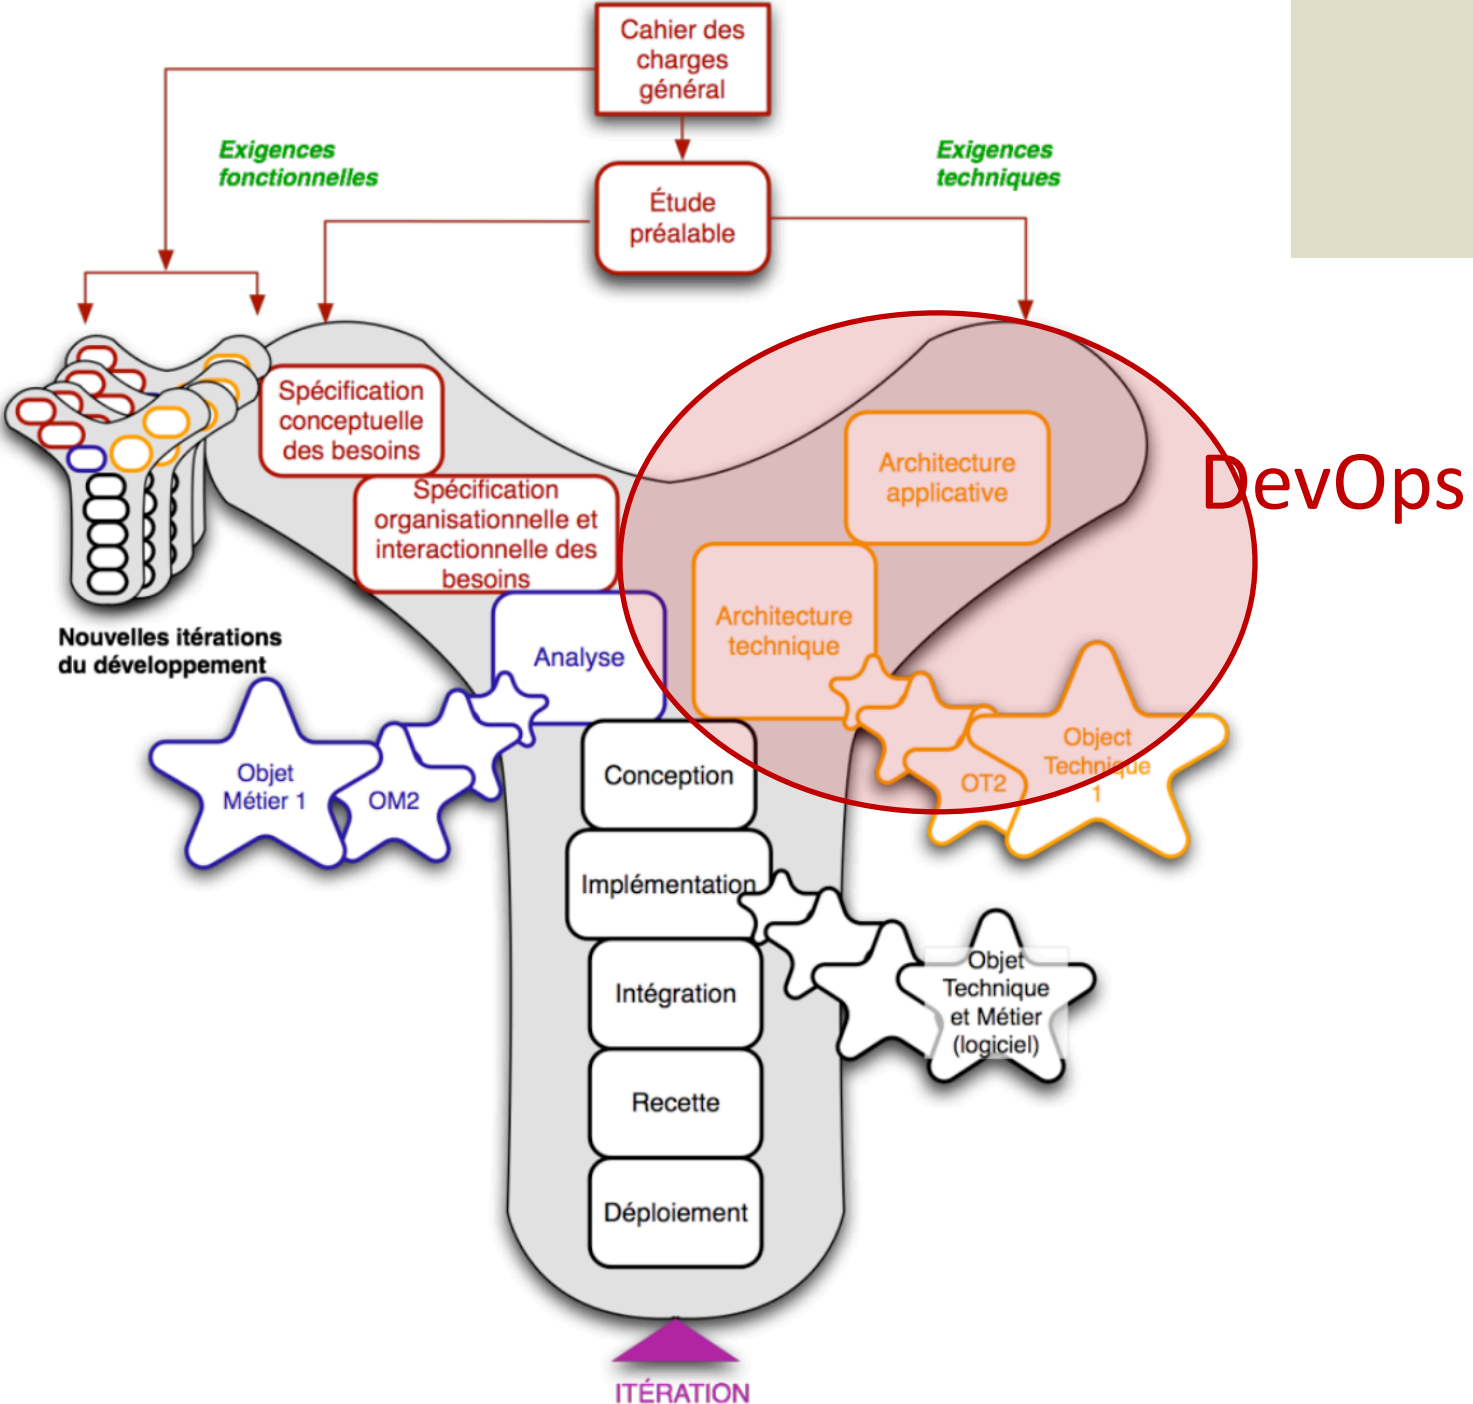 Cahier des
charges
général
Exigences
fonctionnelles
Exigences
techniques
Étude
préalable
Spécification
conceptuelle
des besoins
Spécification
organisationnelle et
interactionnelle des
besoins
Architecture
applicative
DevOps
Architecture
technique
Analyse
Nouvelles itérations
du développement
Objet
Métier 1
OM2
Conception
OT2
Object
Technique
1
Implémentation
Intégration
Objet
Technique
et Métier
(logiciel)
Recette
Déploiement
ITÉRATION